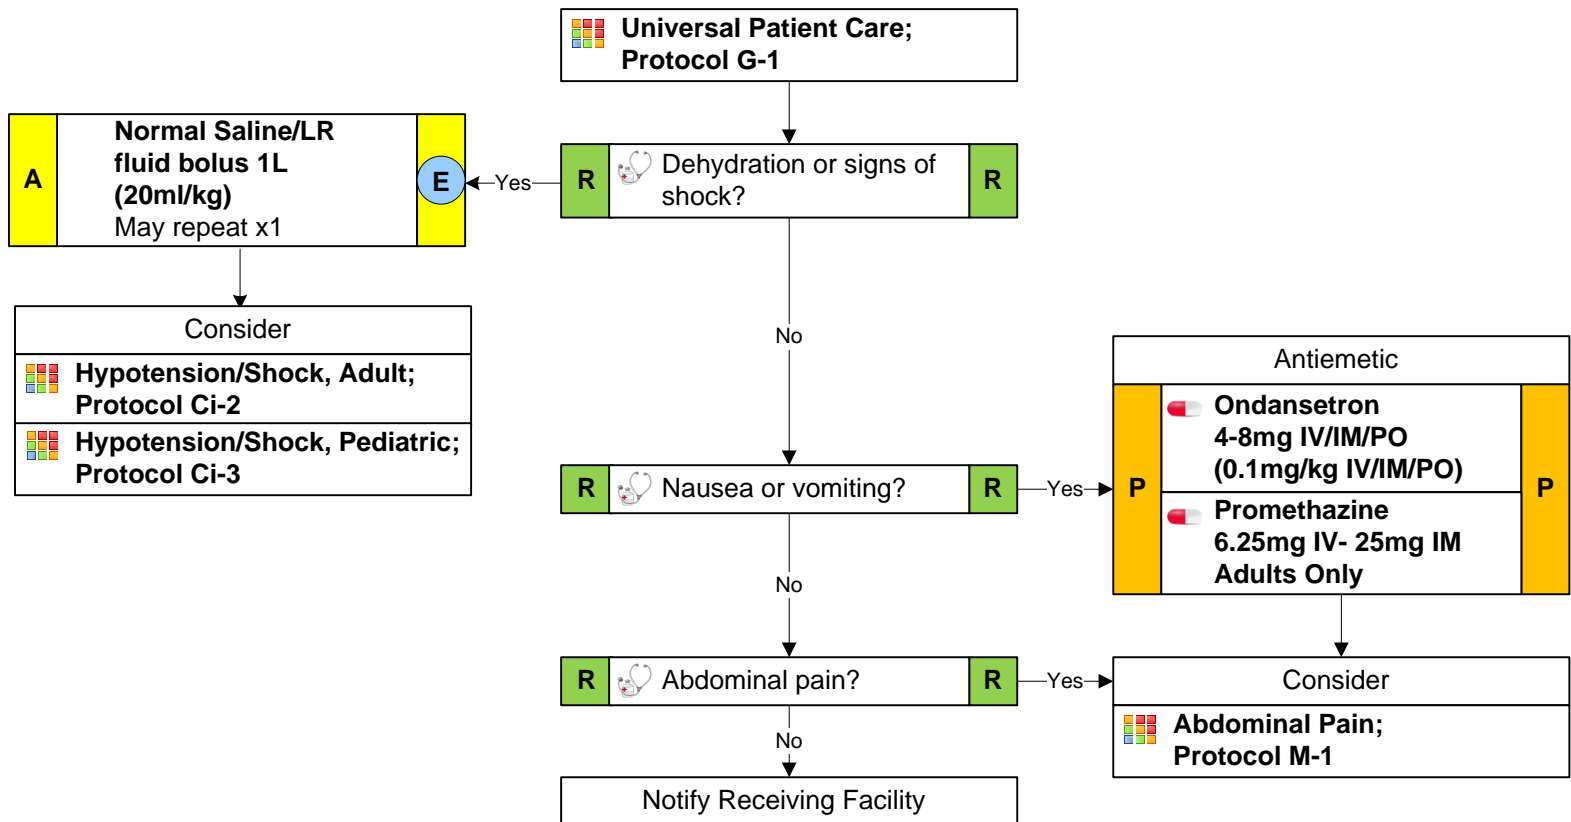 Universal Patient Care;
Protocol G-1
A
Normal Saline/LR
fluid bolus 1L
(20ml/kg)
May repeat x1
E
Yes
R
Dehydration or signs of
shock?
R
Consider
Hypotension/Shock, Adult;
Protocol Ci-2
Hypotension/Shock, Pediatric;
Protocol Ci-3
No
R
Nausea or vomiting?
R
Yes
Antiemetic
P
Ondansetron
4-8mg IV/IM/PO
(0.1mg/kg IV/IM/PO)
Promethazine
6.25mg IV- 25mg IM
Adults Only
P
No
R
Abdominal pain?
R
Yes
Consider
Abdominal Pain;
Protocol M-1
No
Notify Receiving Facility